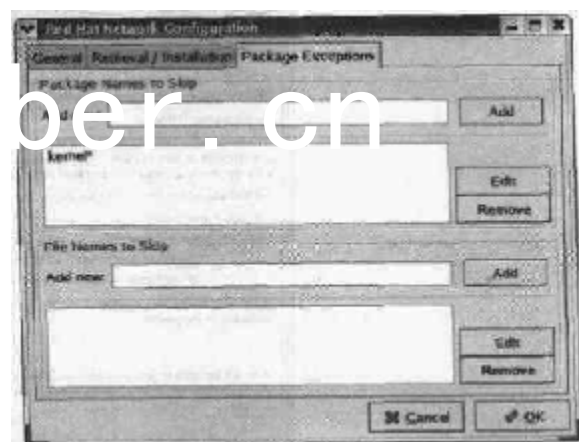 Red Hat Network Configuration
General Retrieval / Installation Package Exceptions
Package Names to Skip
Add
ber. cn
kernel*
Edit
Remove
File Names to Skip
Add new: Add
Edit
Remove
Cancel OK